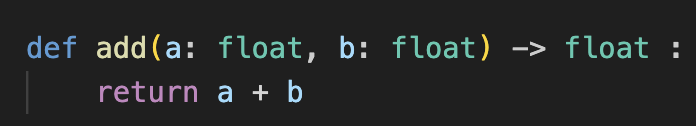 def add(a: float, b: float) -> float :
    return a + b